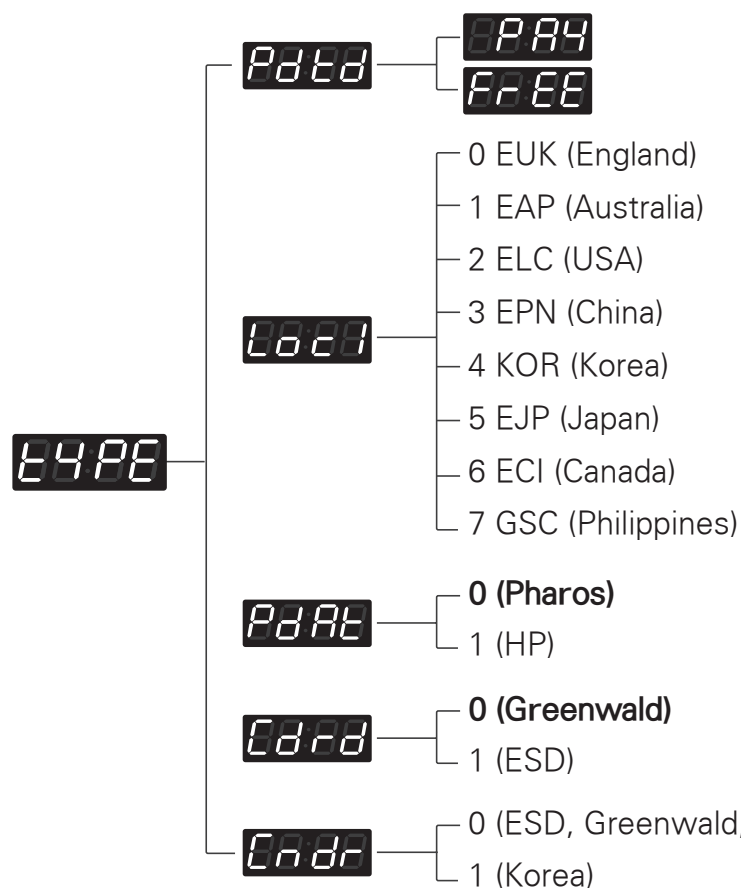 PAY
Pdtd
FrEE
0 EUK (England)
1 EAP (Australia)
2 ELC (USA)
3 EPN (China)
Loc1
4 KOR (Korea)
5 EJP (Japan)
tYPE
6 ECI (Canada)
7 GSC (Philippines)
0 (Pharos)
PdAt
1 (HP)
0 (Greenwald)
Cdrd
1 (ESD)
0 (ESD, Greenwald,
Cndr
1 (Korea)